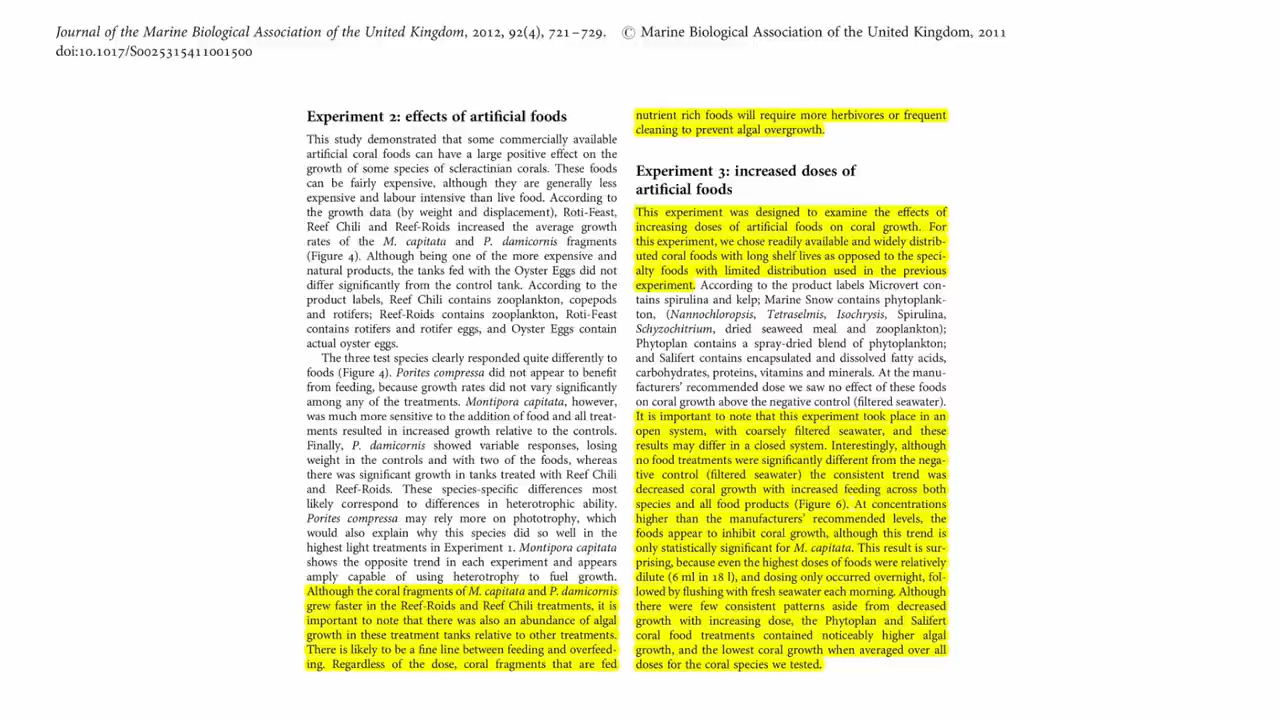 Journal of the Marine Biological Association of the United Kingdom, 2012, 92(4), 721–729. © Marine Biological Association of the United Kingdom, 2011
doi:10.1017/S0025315411001500
Experiment 2: effects of artificial foods
This study demonstrated that some commercially available
artificial coral foods can have a large positive effect on the
growth of some species of scleractinian corals. These foods
can be fairly expensive, although they are generally less
expensive and labour intensive than live food. According to
the growth data (by weight and displacement), Roti-Feast,
Reef Chili and Reef-Roids increased the average growth
rates of the M. capitata and P. damicornis fragments
(Figure 4). Although being one of the more expensive and
natural products, the tanks fed with the Oyster Eggs did not
differ significantly from the control tank. According to the
product labels, Reef Chili contains zooplankton, copepods
and rotifers; Reef-Roids contains zooplankton, Roti-Feast
contains rotifers and rotifer eggs, and Oyster Eggs contain
actual oyster eggs.
The three test species clearly responded quite differently to
foods (Figure 4). Porites compressa did not appear to benefit
from feeding, because growth rates did not vary significantly
among any of the treatments. Montipora capitata, however,
was much more sensitive to the addition of food and all treat-
ments resulted in increased growth relative to the controls.
Finally, P. damicornis showed variable responses, losing
weight in the controls and with two of the foods, whereas
there was significant growth in tanks treated with Reef Chili
and Reef-Roids. These species-specific differences most
likely correspond to differences in heterotrophic ability.
Porites compressa may rely more on phototrophy, which
would also explain why this species did so well in the
highest light treatments in Experiment 1. Montipora capitata
shows the opposite trend in each experiment and appears
amply capable of using heterotrophy to fuel growth.
Although the coral fragments of M. capitata and P. damicornis
grew faster in the Reef-Roids and Reef Chili treatments, it is
important to note that there was also an abundance of algal
growth in these treatment tanks relative to other treatments.
There is likely to be a fine line between feeding and overfeed-
ing. Regardless of the dose, coral fragments that are fed
nutrient rich foods will require more herbivores or frequent
cleaning to prevent algal overgrowth.
Experiment 3: increased doses of
artificial foods
This experiment was designed to examine the effects of
increasing doses of artificial foods on coral growth. For
this experiment, we chose readily available and widely distrib-
uted coral foods with long shelf lives as opposed to the speci-
alty foods with limited distribution used in the previous
experiment. According to the product labels Microvert con-
tains spirulina and kelp; Marine Snow contains phytoplank-
ton, (Nannochloropsis, Tetraselmis, Isochrysis, Spirulina,
Schyzochitrium, dried seaweed meal and zooplankton);
Phytoplan contains a spray-dried blend of phytoplankton;
and Salifert contains encapsulated and dissolved fatty acids,
carbohydrates, proteins, vitamins and minerals. At the manu-
facturers' recommended dose we saw no effect of these foods
on coral growth above the negative control (filtered seawater).
It is important to note that this experiment took place in an
open system, with coarsely filtered seawater, and these
results may differ in a closed system. Interestingly, although
no food treatments were significantly different from the nega-
tive control (filtered seawater) the consistent trend was
decreased coral growth with increased feeding across both
species and all food products (Figure 6). At concentrations
higher than the manufacturers' recommended levels, the
foods appear to inhibit coral growth, although this trend is
only statistically significant for M. capitata. This result is sur-
prising, because even the highest doses of foods were relatively
dilute (6 ml in 18 l), and dosing only occurred overnight, fol-
lowed by flushing with fresh seawater each morning. Although
there were few consistent patterns aside from decreased
growth with increasing dose, the Phytoplan and Salifert
coral food treatments contained noticeably higher algal
growth, and the lowest coral growth when averaged over all
doses for the coral species we tested.